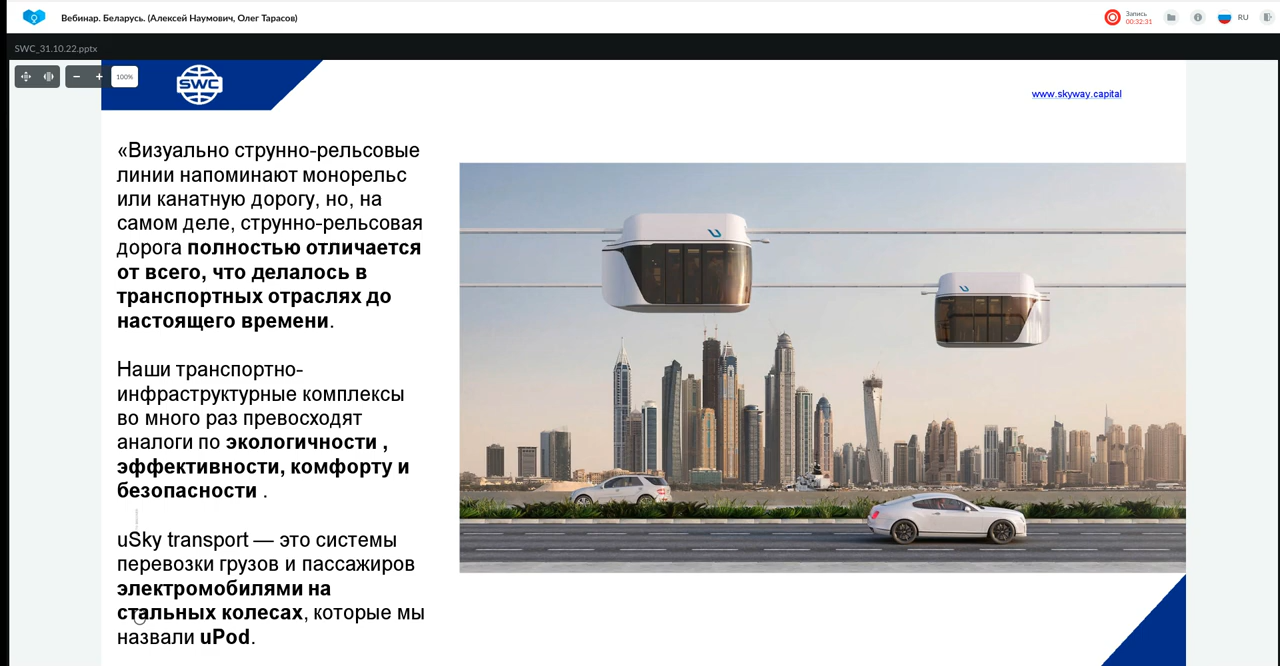 Вебинар. Беларусь. (Алексей Наумович, Олег Тарасов)
Запись
00:32:31
RU
SWC_31.10.22.pptx
100%
SWC
www.skyway.capital
«Визуально струнно-рельсовые
линии напоминают монорельс
или канатную дорогу, но, на
самом деле, струнно-рельсовая
дорога полностью отличается
от всего, что делалось в
транспортных отраслях до
настоящего времени.
Наши транспортно-
инфраструктурные комплексы
во много раз превосходят
аналоги по экологичности ,
эффективности, комфорту и
безопасности .
uSky transport — это системы
перевозки грузов и пассажиров
электромобилями на
стальных колесах, которые мы
назвали uPod.